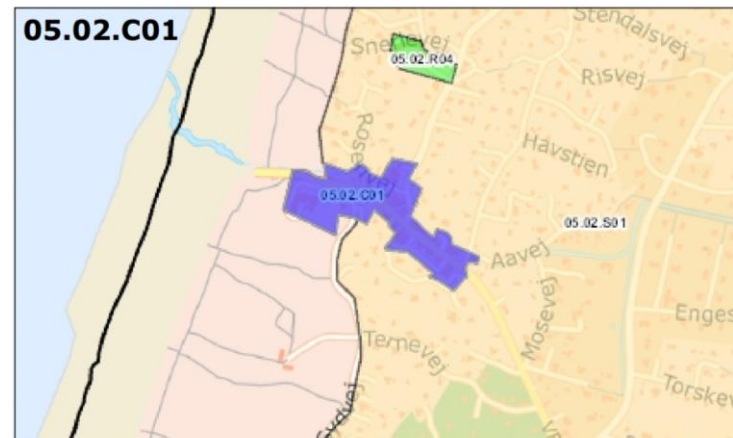 05.02.C01
Stendalsvej
05.02.R04
Risvej
Havstien
05.02.C01
05.02.S01
Aavej
Mosevej
Enges
Ternevej
Torskev